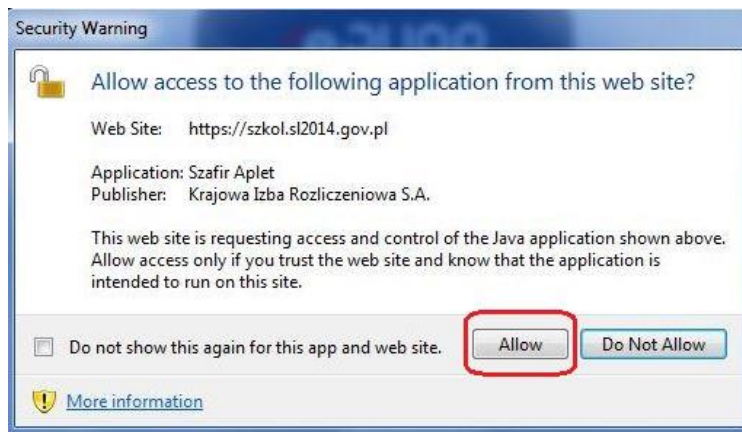 Security Warning
Allow access to the following application from this web site?
Web Site: https://szkol.sl2014.gov.pl
Application: Szafir Aplet
Publisher: Krajowa Izba Rozliczeniowa S.A.
This web site is requesting access and control of the Java application shown above.
Allow access only if you trust the web site and know that the application is
intended to run on this site.
Do not show this again for this app and web site.
Allow
Do Not Allow
More information